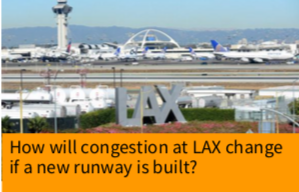 LAX
How will congestion at LAX change
if a new runway is built?